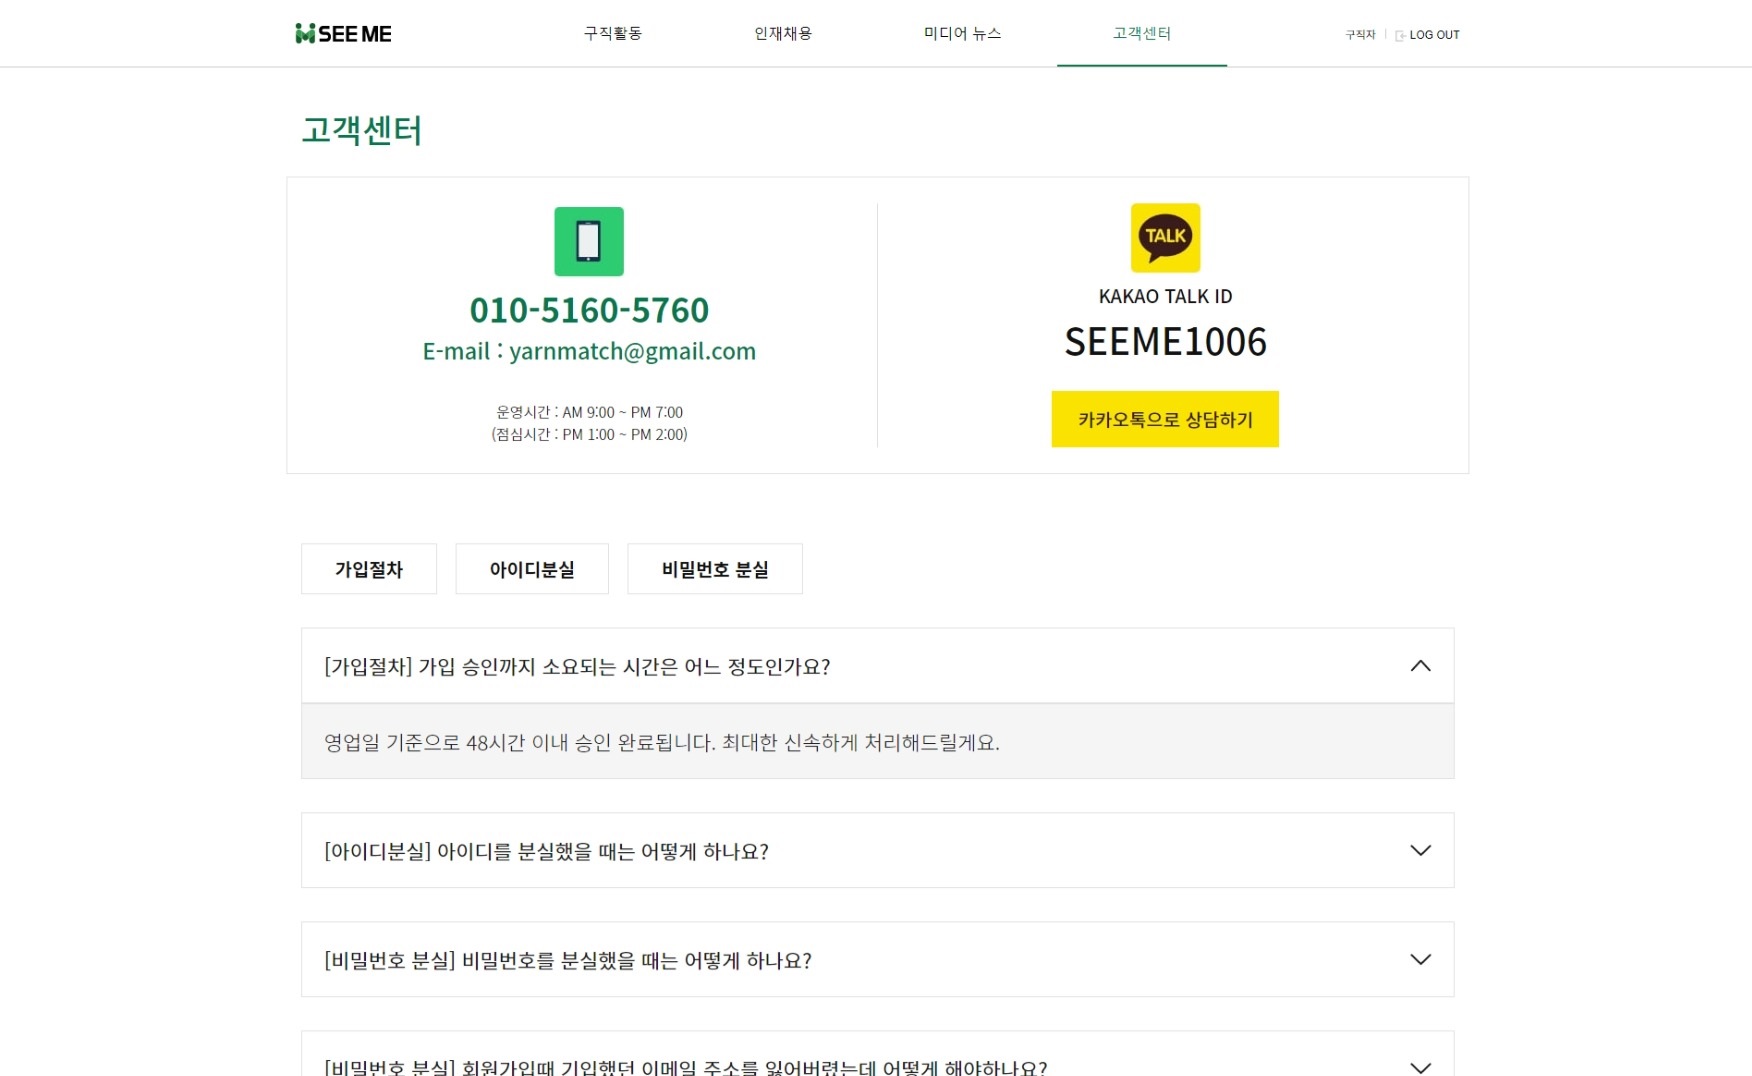 SEE ME
구직활동
인재채용
미디어 뉴스
고객센터
구직자
LOG OUT
고객센터
010-5160-5760
E-mail : yarnmatch@gmail.com
운영시간 : AM 9:00 ~ PM 7:00
(점심시간 : PM 1:00 ~ PM 2:00)
TALK
KAKAO TALK ID
SEEME1006
카카오톡으로 상담하기
가입절차
아이디분실
비밀번호 분실
[가입절차] 가입 승인까지 소요되는 시간은 어느 정도인가요?
영업일 기준으로 48시간 이내 승인 완료됩니다. 최대한 신속하게 처리해드릴게요.
[아이디분실] 아이디를 분실했을 때는 어떻게 하나요?
[비밀번호 분실] 비밀번호를 분실했을 때는 어떻게 하나요?
[비밀번호 분실] 회원가입때 기입했던 이메일 주소를 잃어버렸는데 어떻게 해야하나요?